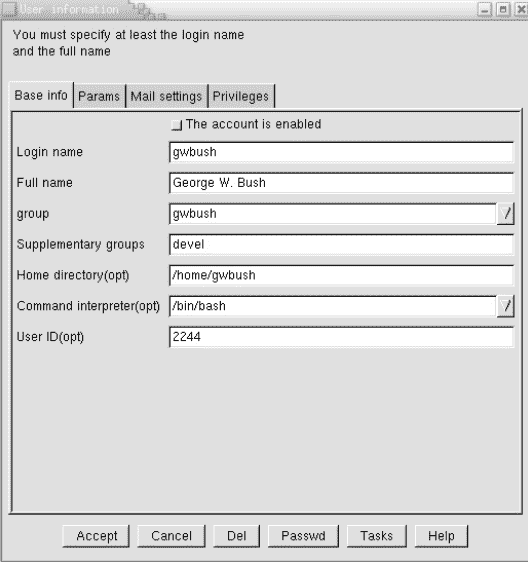 User information
You must specify at least the login name
and the full name
Base info Params Mail settings Privileges
The account is enabled
Login name gwbush
Full name George W. Bush
group gwbush
Supplementary groups devel
Home directory(opt) /home/gwbush
Command interpreter(opt) /bin/bash
User ID(opt) 2244
Accept Cancel Del Passwd Tasks Help